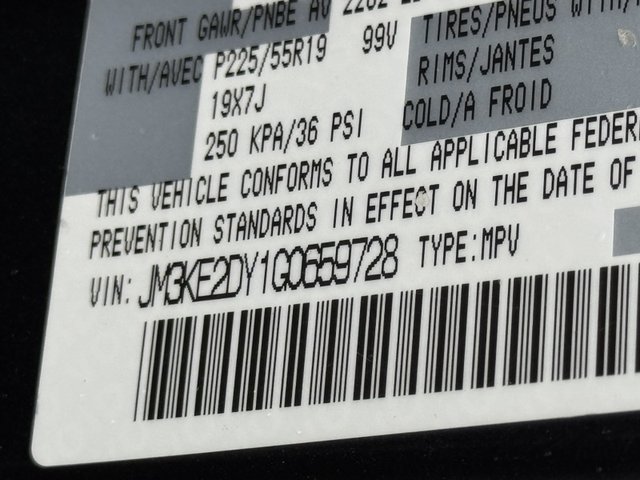 FRONT GAWR/PNBE AV
TIRES/PNEUS WITH/
WITH/AVEC P225/55R19 99V
RIMS/JANTES
19X7J
COLD/A FROID
250 KPA/36 PSI
THIS VEHICLE CONFORMS TO ALL APPLICABLE FEDER
PREVENTION STANDARDS IN EFFECT ON THE DATE OF
VIN: JM3KE2DY1G0659728 TYPE:MPV